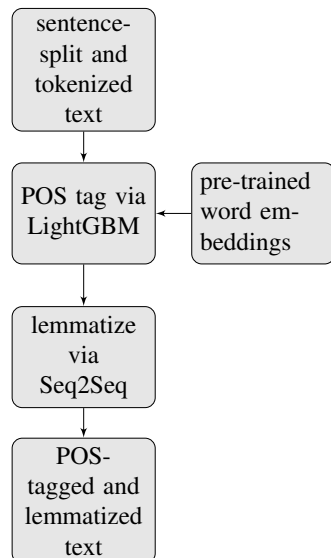 sentence-
split and
tokenized
text
POS tag via
LightGBM
pre-trained
word em-
beddings
lemmatize
via
Seq2Seq
POS-
tagged and
lemmatized
text